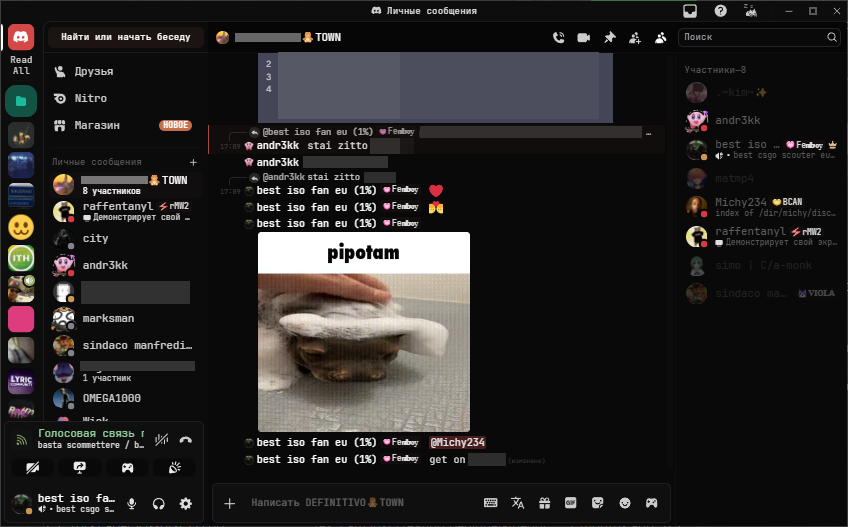 Личные сообщения
Read
All
Найти или начать беседу
Друзья
Nitro
Магазин
НОВОЕ
Личные сообщения
TOWN
8 участников
raffentanyl rMW2
Демонстрирует свой …
city
andr3kk
marksman
sindaco manfredi…
1 участник
OMEGA1000
Голосовая связь п
basta scommettere / b…
best iso fa…
best csgo s…
TOWN
2
3
4
@best iso fan eu (1%) Femboy …
17:09 andr3kk stai zitto
andr3kk
@andr3kk stai zitto
17:09 best iso fan eu (1%) Femboy
best iso fan eu (1%) Femboy
best iso fan eu (1%) Femboy
pipotam
best iso fan eu (1%) Femboy @Michy234
best iso fan eu (1%) Femboy get on (изменено)
Написать DEFINITIVO TOWN
GIF
Поиск
Участники—8
.~kim~
andr3kk
best iso … Femboy
best csgo scouter eu…
matmp4
Michy234 BCAN
index of /dir/michy/disc…
raffentanyl rMW2
Демонстрирует свой экр…
simo | C/a-monk
sindaco ma… VIOLA
ITH
LYRIC